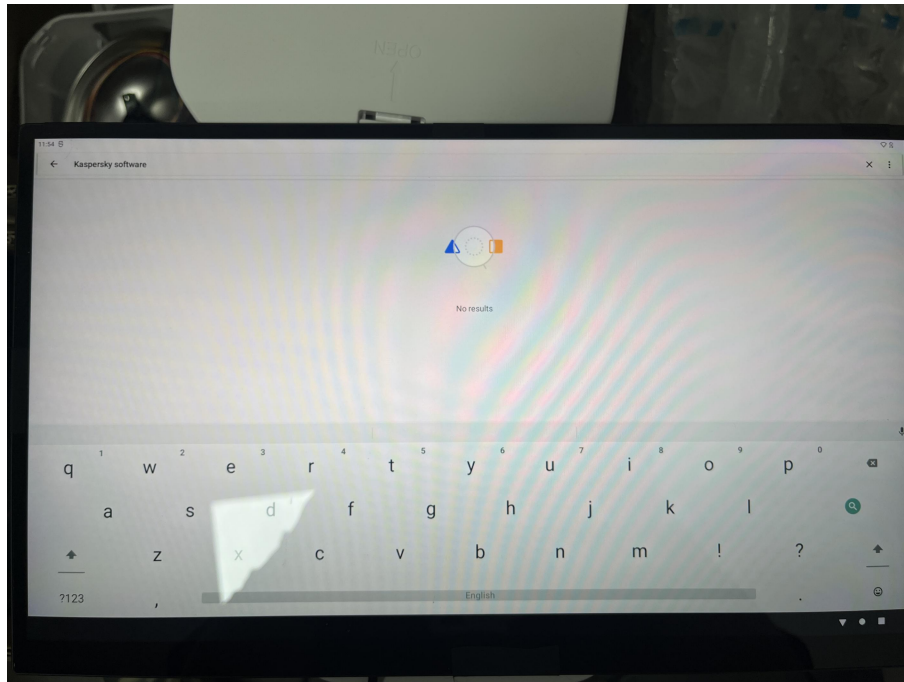 OPEN
11:54 S
Kaspersky software
No results
1 2 3 4 5 6 7 8 9 0
q w e r t y u i o p
a s d f g h j k l
z x c v b n m ! ?
?123 , English .